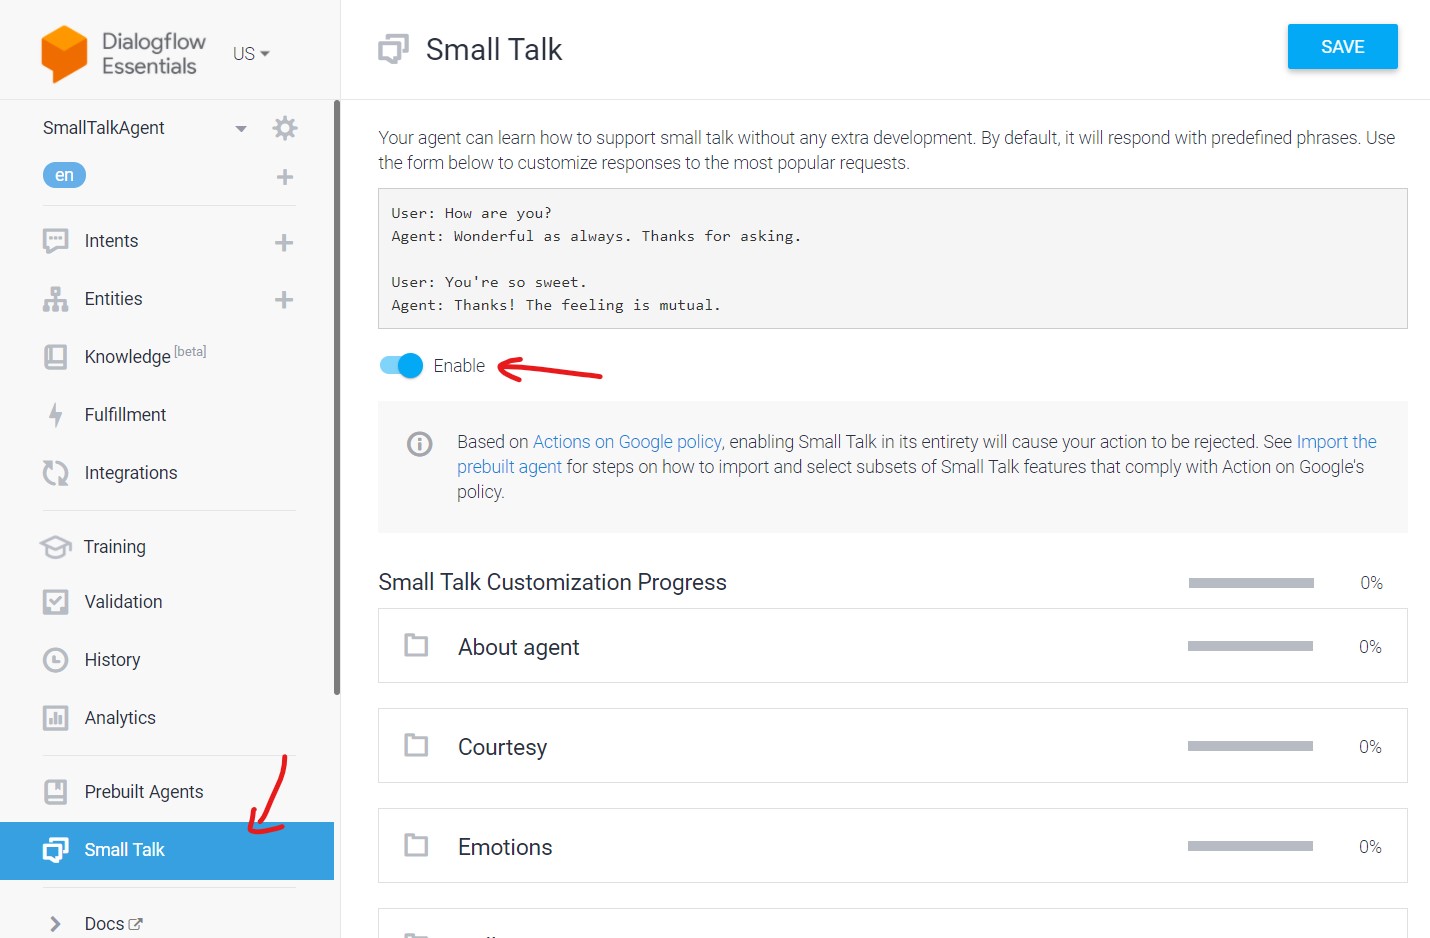 Dialogflow
Essentials
US
SmallTalkAgent
en
Intents
Entities
Knowledge [beta]
Fulfillment
Integrations
Training
Validation
History
Analytics
Prebuilt Agents
Small Talk
Docs
Small Talk
SAVE
Your agent can learn how to support small talk without any extra development. By default, it will respond with predefined phrases. Use
the form below to customize responses to the most popular requests.
User: How are you?
Agent: Wonderful as always. Thanks for asking.
User: You're so sweet.
Agent: Thanks! The feeling is mutual.
Enable
Based on Actions on Google policy, enabling Small Talk in its entirety will cause your action to be rejected. See Import the
prebuilt agent for steps on how to import and select subsets of Small Talk features that comply with Action on Google's
policy.
Small Talk Customization Progress 0%
About agent 0%
Courtesy 0%
Emotions 0%